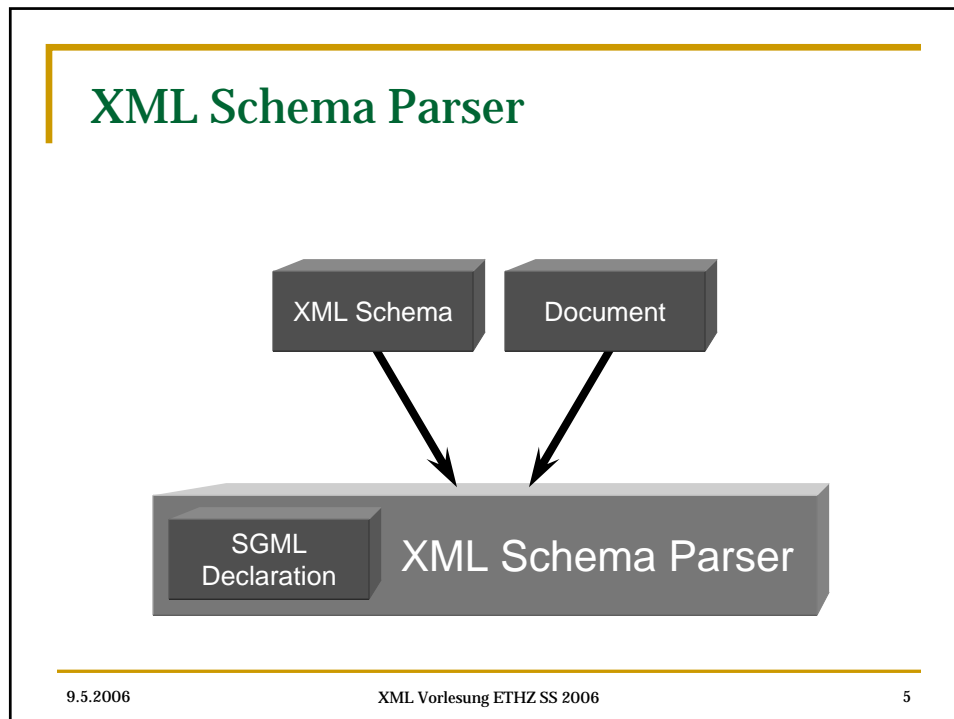 XML Schema Parser
XML Schema
Document
SGML
Declaration
XML Schema Parser
9.5.2006
XML Vorlesung ETHZ SS 2006
5